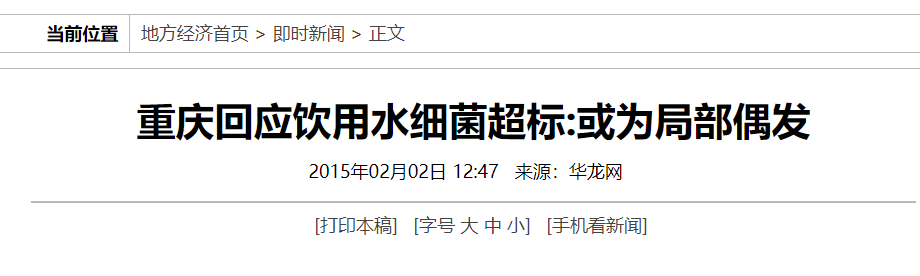 当前位置 地方经济首页 > 即时新闻 > 正文
重庆回应饮用水细菌超标:或为局部偶发
2015年02月02日 12:47 来源：华龙网
[打印本稿] [字号 大 中 小] [手机看新闻]